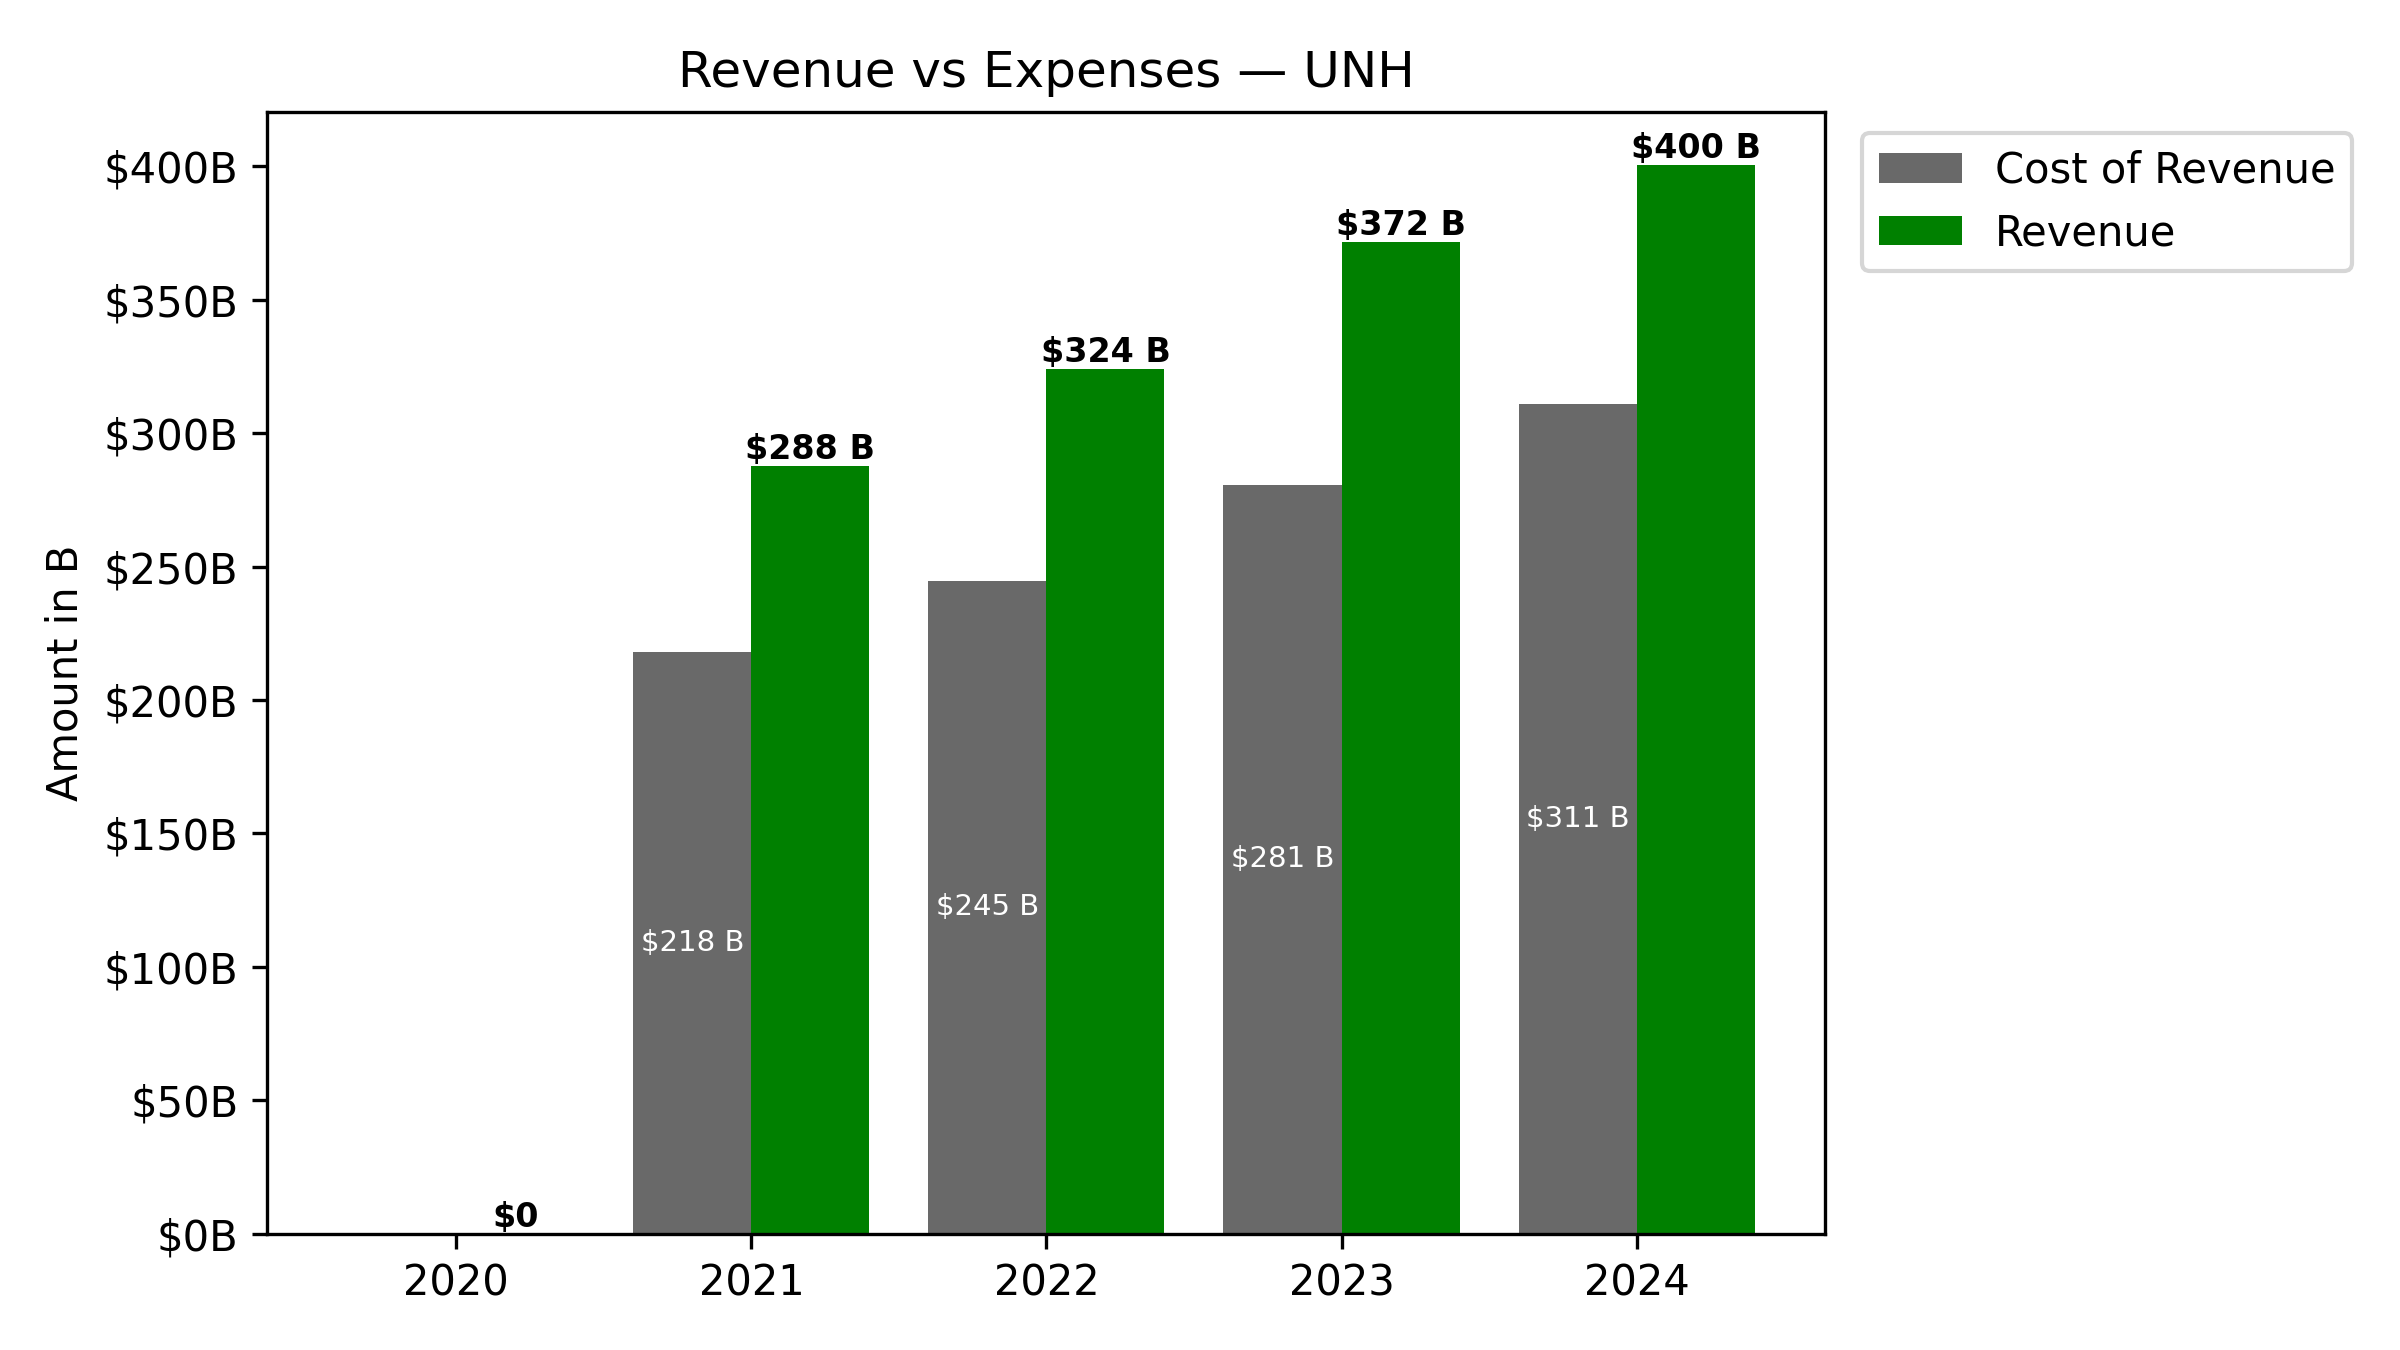 Revenue vs Expenses — UNH
Cost of Revenue
Revenue
Amount in B
$400B
$350B
$300B
$250B
$200B
$150B
$100B
$50B
$0B
$0
$218 B
$288 B
$245 B
$324 B
$281 B
$372 B
$311 B
$400 B
2020
2021
2022
2023
2024